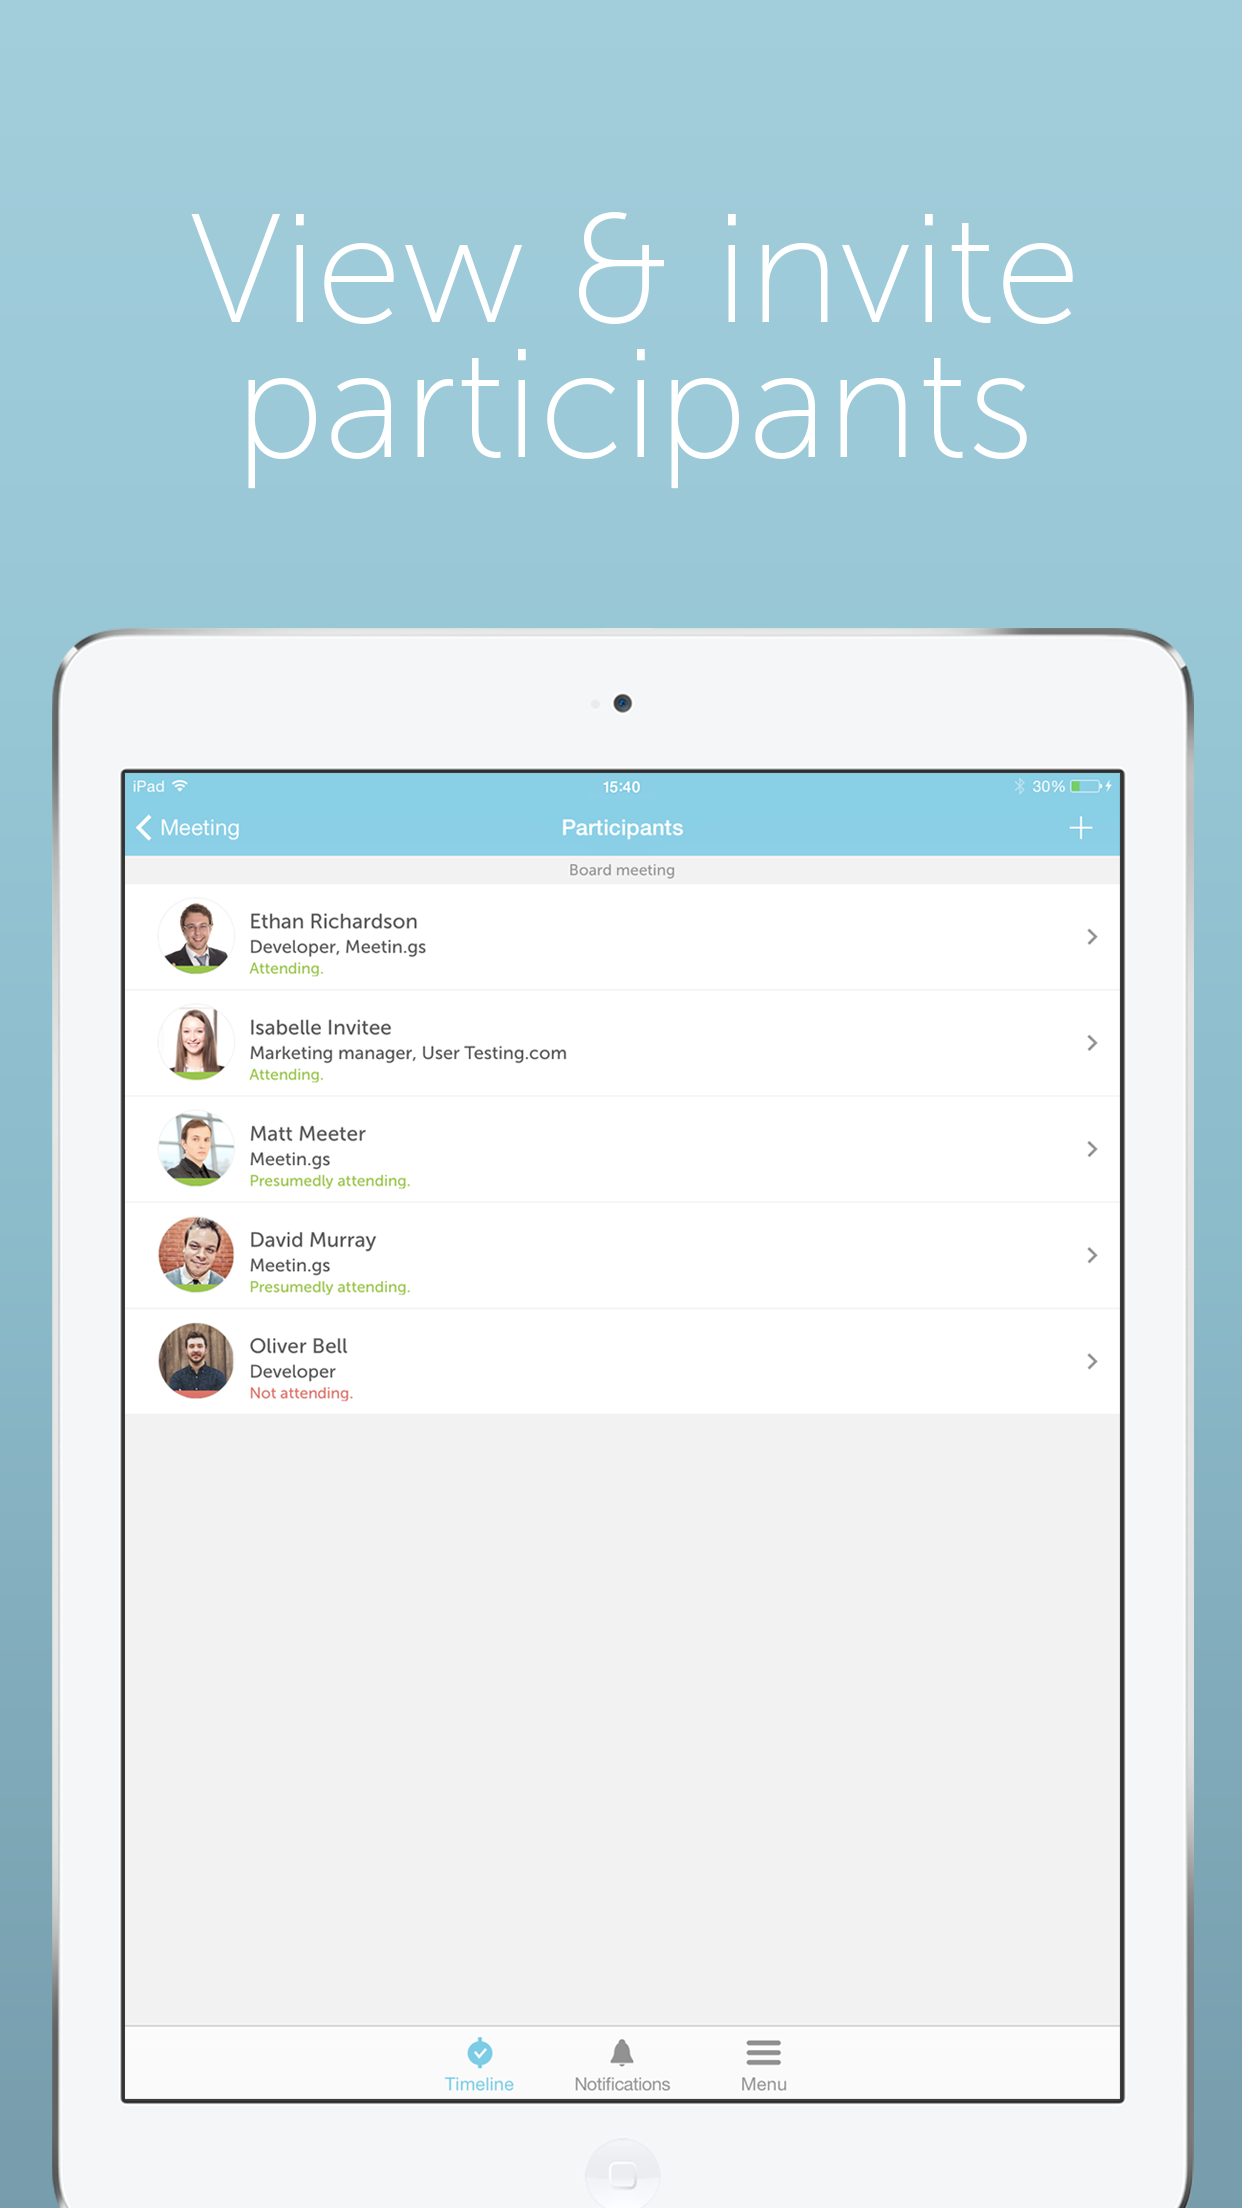 View & invite
participants
iPad 15:40 30%
Meeting Participants
Board meeting
Ethan Richardson
Developer, Meetin.gs
Attending.
Isabelle Invitee
Marketing manager, User Testing.com
Attending.
Matt Meeter
Meetin.gs
Presumedly attending.
David Murray
Meetin.gs
Presumedly attending.
Oliver Bell
Developer
Not attending.
Timeline Notifications Menu